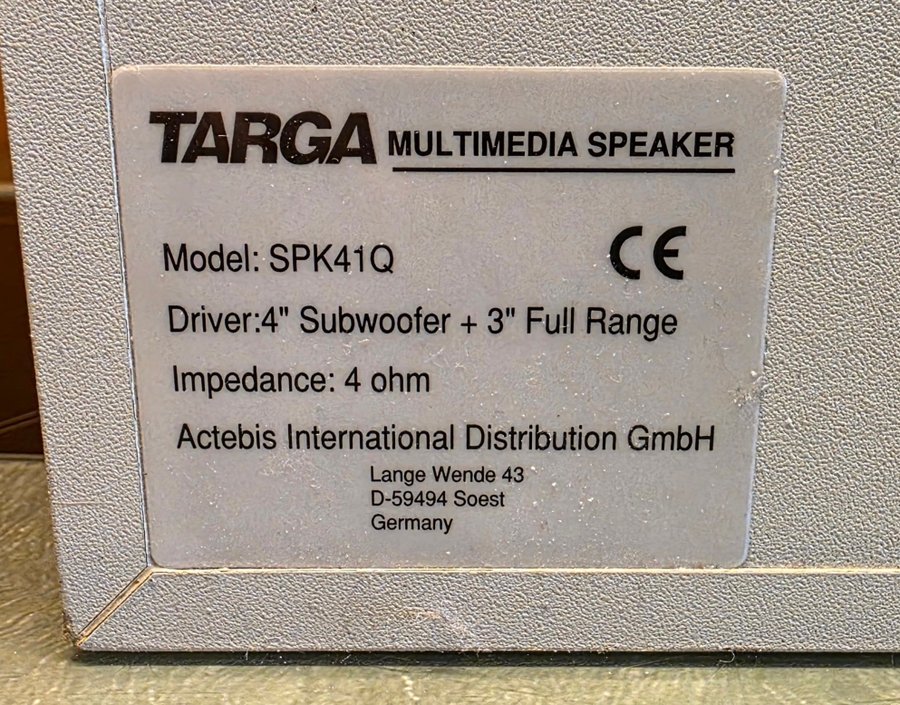 TARGA MULTIMEDIA SPEAKER
Model: SPK41Q CE
Driver:4" Subwoofer + 3" Full Range
Impedance: 4 ohm
Actebis International Distribution GmbH
Lange Wende 43
D-59494 Soest
Germany